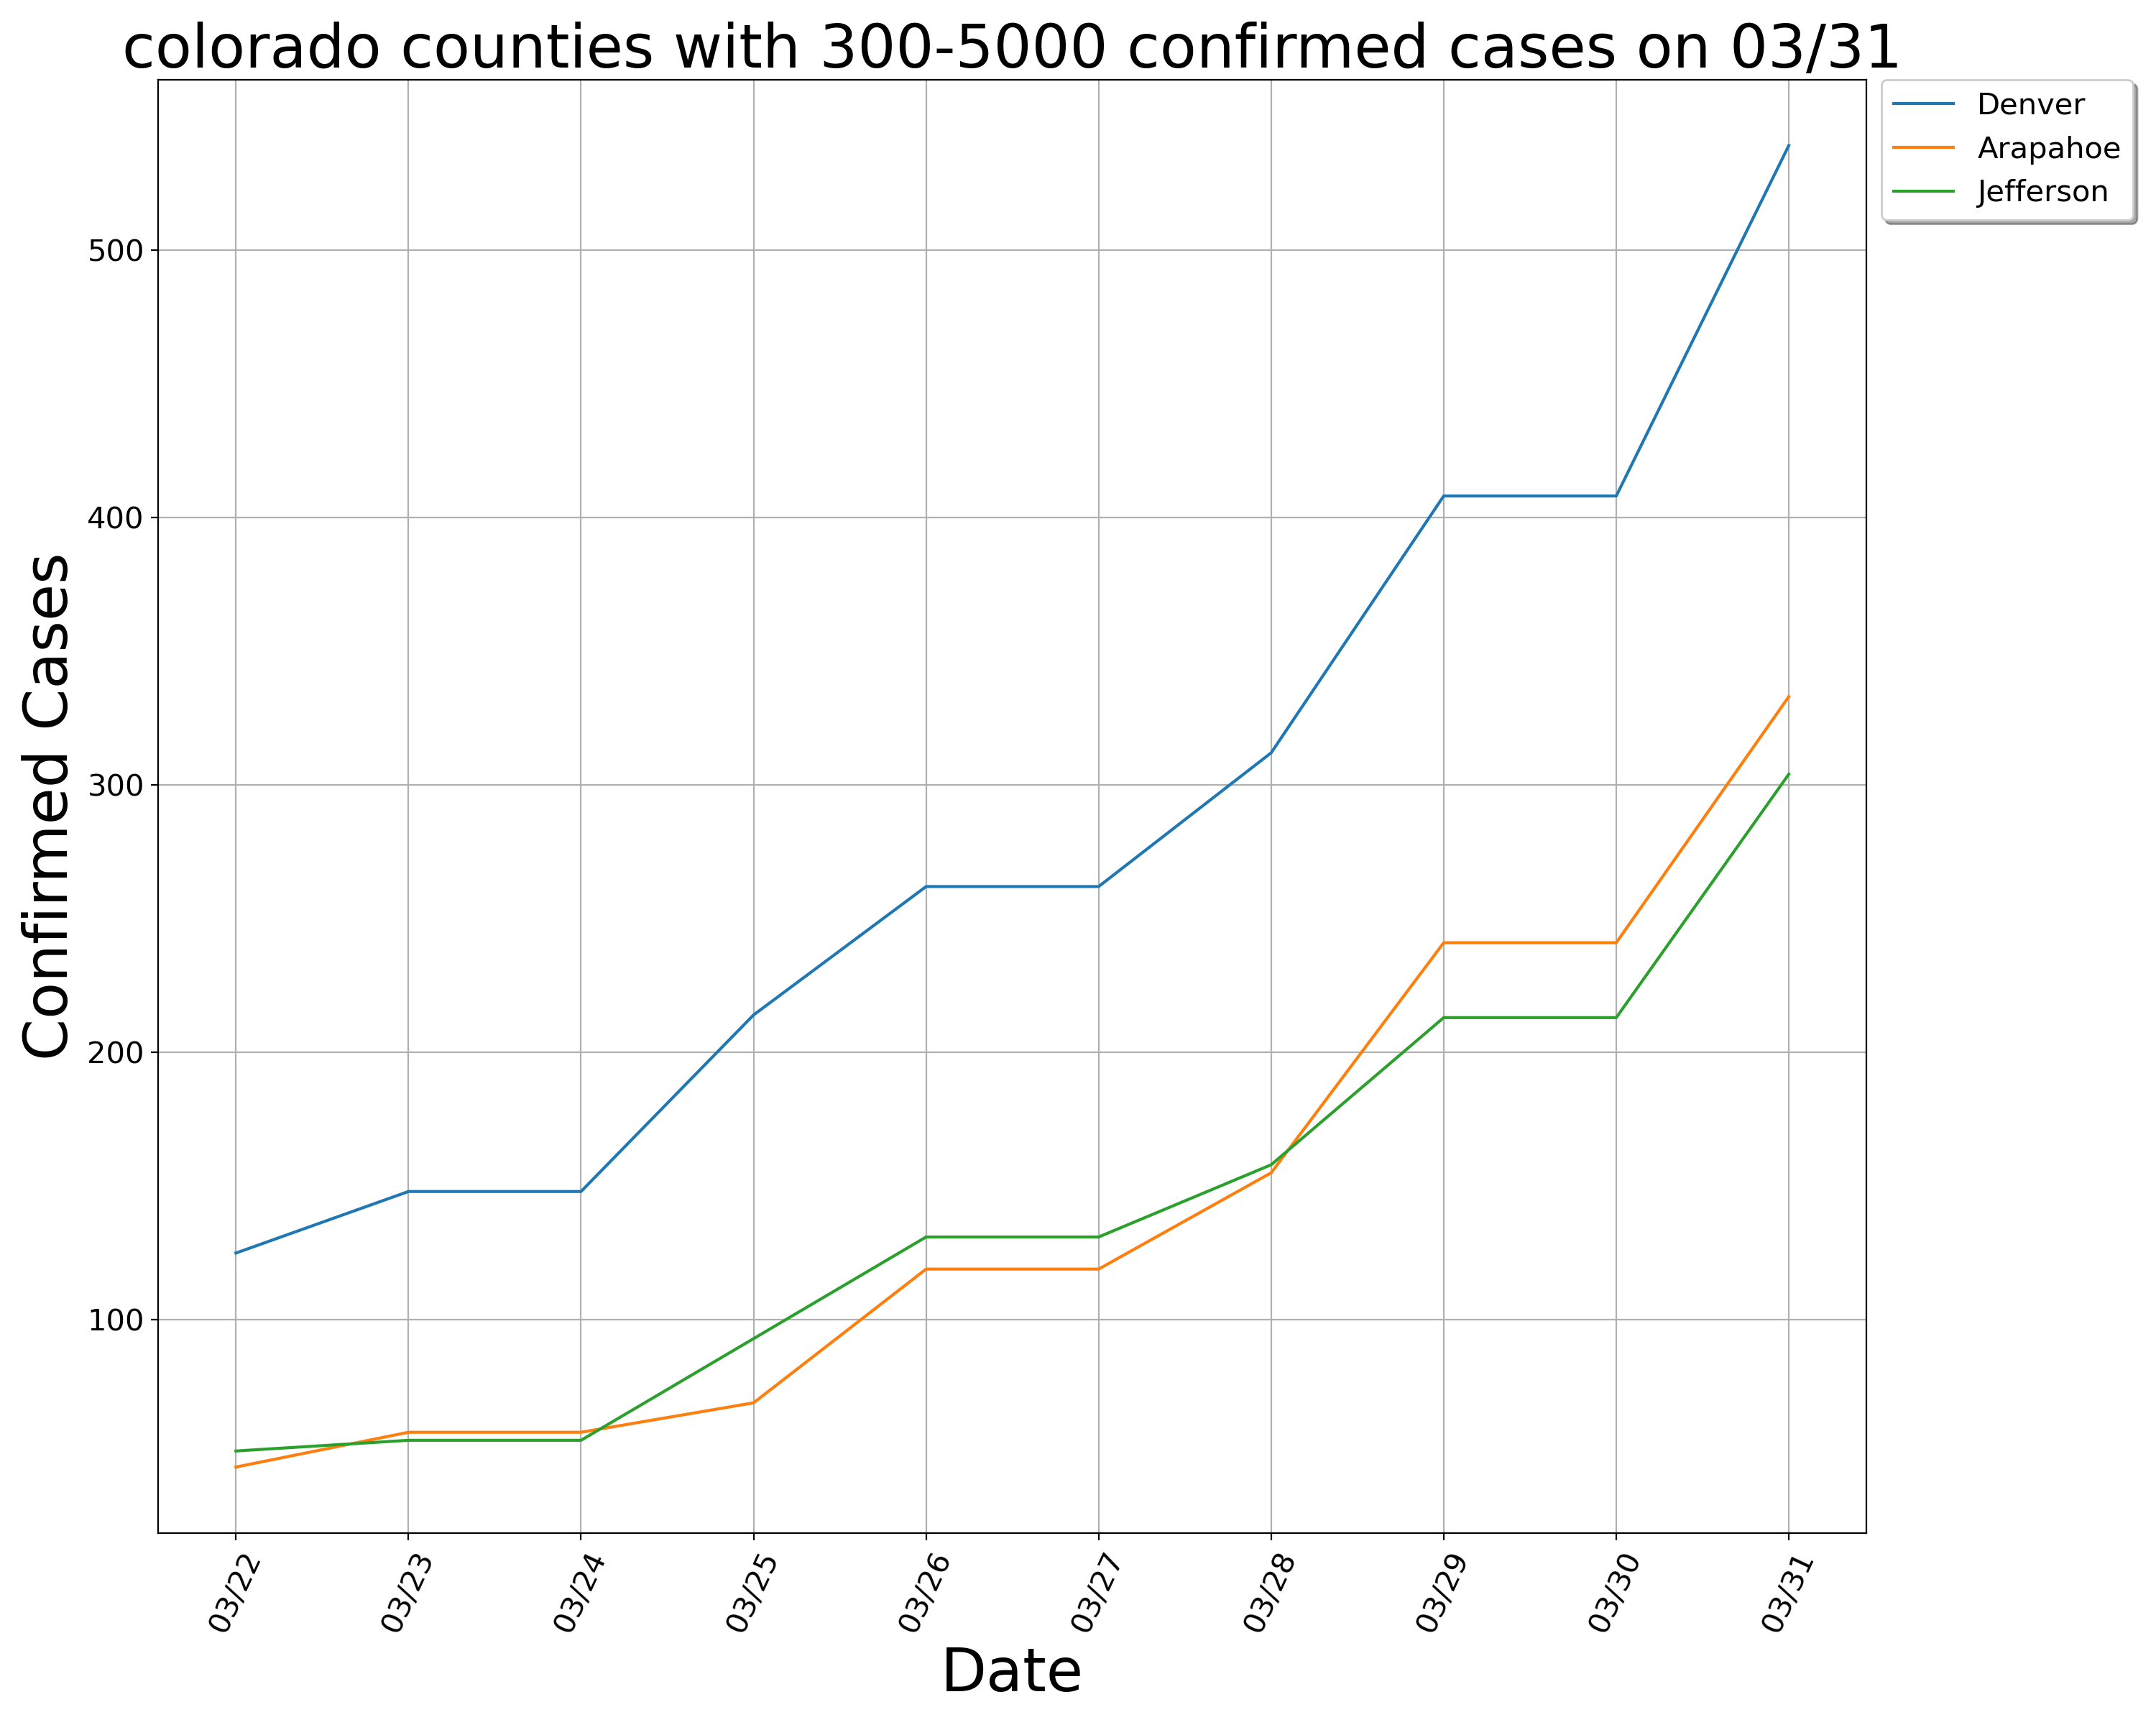 colorado counties with 300-5000 confirmed cases on 03/31
Denver
Arapahoe
Jefferson
500
400
300
200
100
Confirmed Cases
03/22
03/23
03/24
03/25
03/26
03/27
03/28
03/29
03/30
03/31
Date